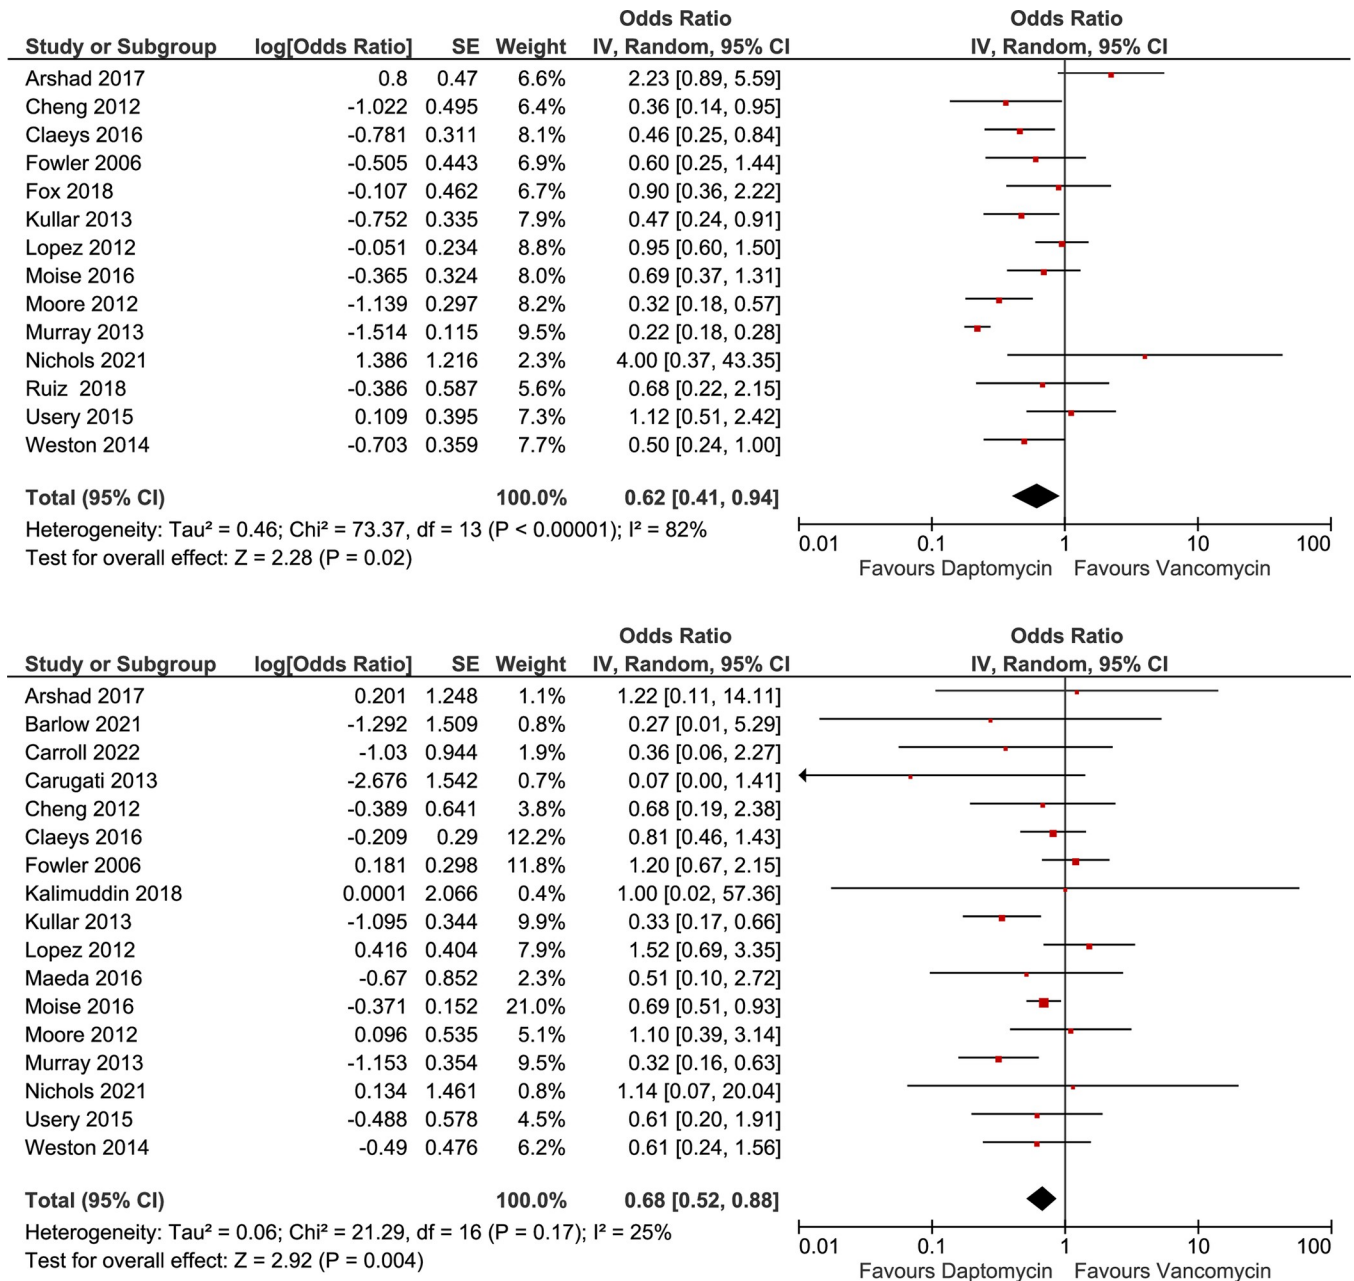 Odds Ratio Odds Ratio
Study or Subgroup log[Odds Ratio] SE Weight IV, Random, 95% CI IV, Random, 95% CI
Arshad 2017 0.8 0.47 6.6% 2.23 [0.89, 5.59]
Cheng 2012 -1.022 0.495 6.4% 0.36 [0.14, 0.95]
Claeys 2016 -0.781 0.311 8.1% 0.46 [0.25, 0.84]
Fowler 2006 -0.505 0.443 6.9% 0.60 [0.25, 1.44]
Fox 2018 -0.107 0.462 6.7% 0.90 [0.36, 2.22]
Kullar 2013 -0.752 0.335 7.9% 0.47 [0.24, 0.91]
Lopez 2012 -0.051 0.234 8.8% 0.95 [0.60, 1.50]
Moise 2016 -0.365 0.324 8.0% 0.69 [0.37, 1.31]
Moore 2012 -1.139 0.297 8.2% 0.32 [0.18, 0.57]
Murray 2013 -1.514 0.115 9.5% 0.22 [0.18, 0.28]
Nichols 2021 1.386 1.216 2.3% 4.00 [0.37, 43.35]
Ruiz 2018 -0.386 0.587 5.6% 0.68 [0.22, 2.15]
Usery 2015 0.109 0.395 7.3% 1.12 [0.51, 2.42]
Weston 2014 -0.703 0.359 7.7% 0.50 [0.24, 1.00]
Total (95% CI) 100.0% 0.62 [0.41, 0.94]
Heterogeneity: Tau² = 0.46; Chi² = 73.37, df = 13 (P < 0.00001); I² = 82%
Test for overall effect: Z = 2.28 (P = 0.02)
0.01 0.1 1 10 100
Favours Daptomycin Favours Vancomycin
Odds Ratio Odds Ratio
Study or Subgroup log[Odds Ratio] SE Weight IV, Random, 95% CI IV, Random, 95% CI
Arshad 2017 0.201 1.248 1.1% 1.22 [0.11, 14.11]
Barlow 2021 -1.292 1.509 0.8% 0.27 [0.01, 5.29]
Carroll 2022 -1.03 0.944 1.9% 0.36 [0.06, 2.27]
Carugati 2013 -2.676 1.542 0.7% 0.07 [0.00, 1.41]
Cheng 2012 -0.389 0.641 3.8% 0.68 [0.19, 2.38]
Claeys 2016 -0.209 0.29 12.2% 0.81 [0.46, 1.43]
Fowler 2006 0.181 0.298 11.8% 1.20 [0.67, 2.15]
Kalimuddin 2018 0.0001 2.066 0.4% 1.00 [0.02, 57.36]
Kullar 2013 -1.095 0.344 9.9% 0.33 [0.17, 0.66]
Lopez 2012 0.416 0.404 7.9% 1.52 [0.69, 3.35]
Maeda 2016 -0.67 0.852 2.3% 0.51 [0.10, 2.72]
Moise 2016 -0.371 0.152 21.0% 0.69 [0.51, 0.93]
Moore 2012 0.096 0.535 5.1% 1.10 [0.39, 3.14]
Murray 2013 -1.153 0.354 9.5% 0.32 [0.16, 0.63]
Nichols 2021 0.134 1.461 0.8% 1.14 [0.07, 20.04]
Usery 2015 -0.488 0.578 4.5% 0.61 [0.20, 1.91]
Weston 2014 -0.49 0.476 6.2% 0.61 [0.24, 1.56]
Total (95% CI) 100.0% 0.68 [0.52, 0.88]
Heterogeneity: Tau² = 0.06; Chi² = 21.29, df = 16 (P = 0.17); I² = 25%
Test for overall effect: Z = 2.92 (P = 0.004)
0.01 0.1 1 10 100
Favours Daptomycin Favours Vancomycin